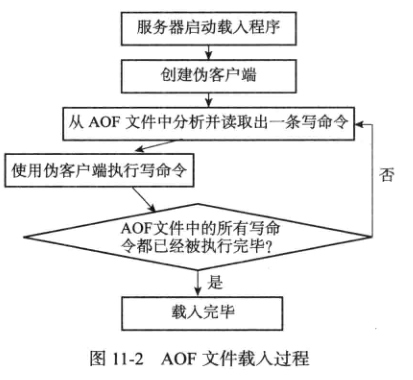 服务器启动载入程序
创建伪客户端
从 AOF 文件中分析并读取出一条写命令
使用伪客户端执行写命令
否
AOF文件中的所有写命
令都已经被执行完毕?
是
载入完毕
图 11-2 AOF 文件载入过程